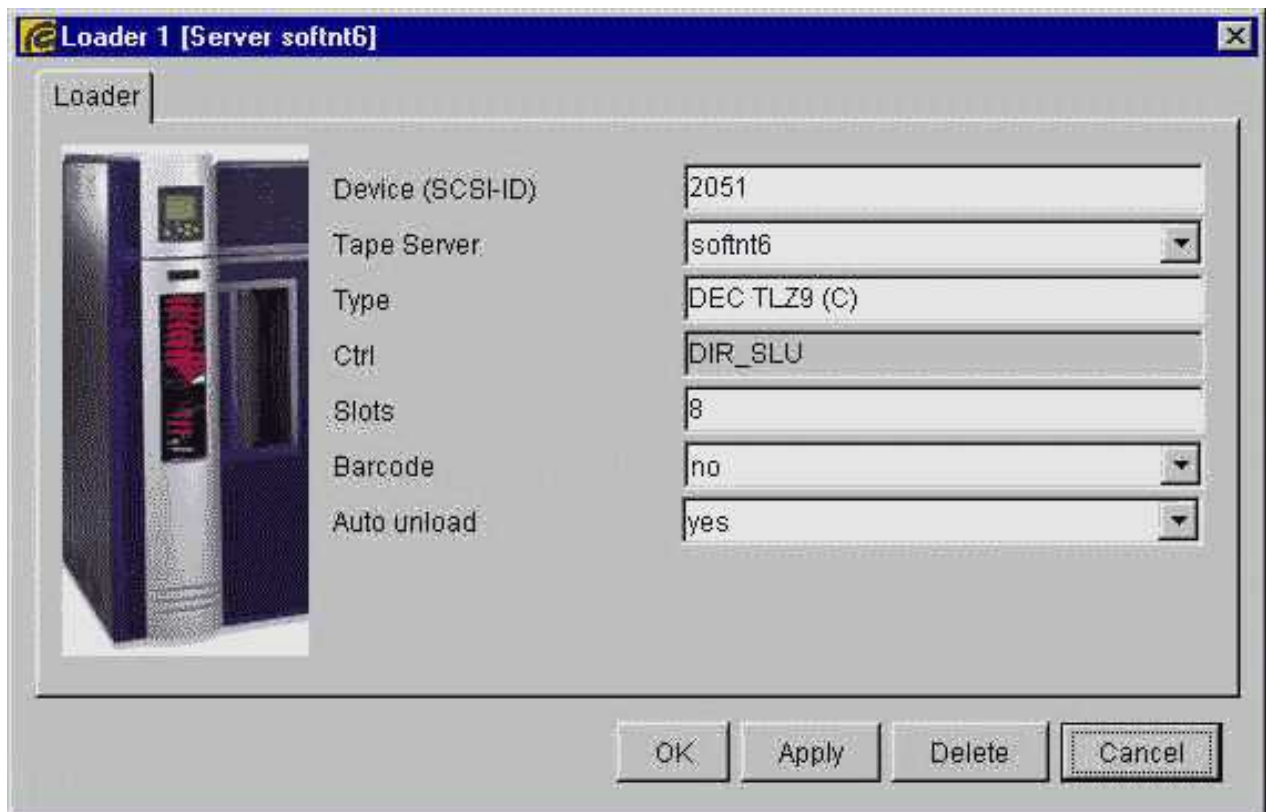 Loader 1 [Server softnt6]
Loader
Device (SCSI-ID) 2051
Tape Server softnt6
Type DEC TLZ9 (C)
Ctrl DIR_SLU
Slots 8
Barcode no
Auto unload yes
OK Apply Delete Cancel